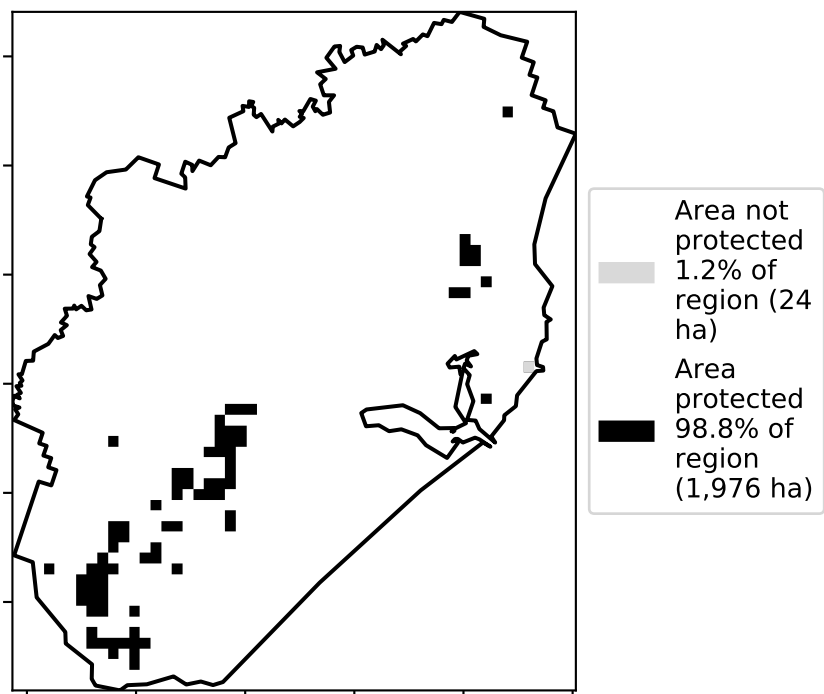 Area not
protected
1.2% of
region (24
ha)
Area
protected
98.8% of
region
(1,976 ha)